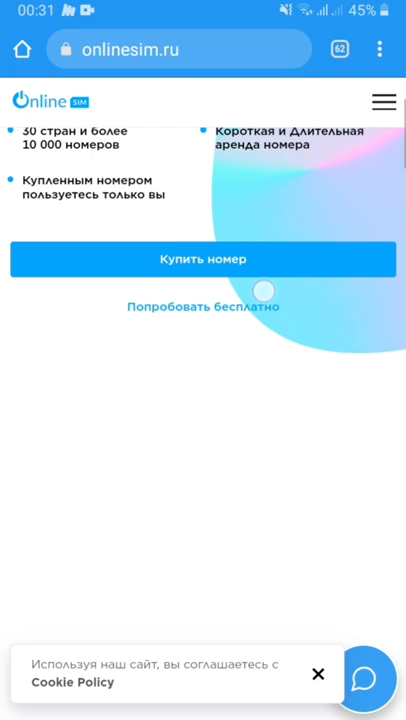 00:31
45%
onlinesim.ru
62
Online SIM
30 стран и более
10 000 номеров
Короткая и Длительная
аренда номера
Купленным номером
пользуетесь только вы
Купить номер
Попробовать бесплатно
Используя наш сайт, вы соглашаетесь с
Cookie Policy